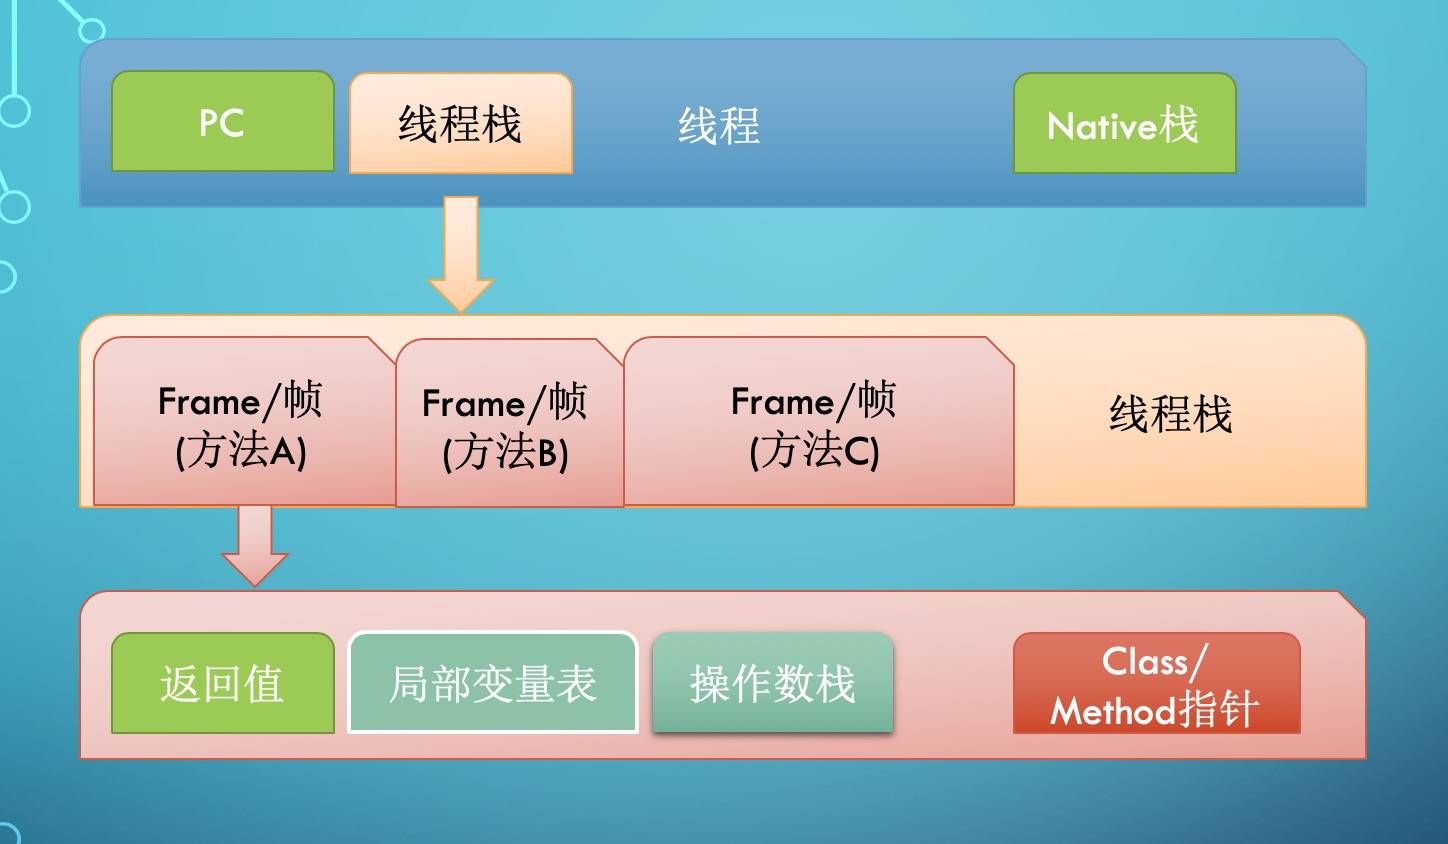 PC
线程栈
线程
Native栈
Frame/帧
(方法A)
Frame/帧
(方法B)
Frame/帧
(方法C)
线程栈
返回值
局部变量表
操作数栈
Class/
Method指针